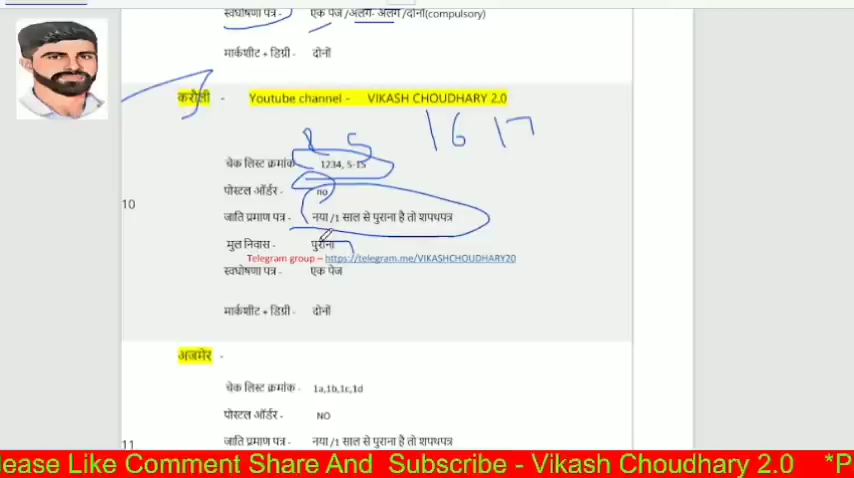 स्वघोषणा पत्र - एक पेज /अलग- अलग /दोनों(compulsory)
मार्कशीट + डिग्री - दोनों
करौली - Youtube channel - VIKASH CHOUDHARY 2.0
16 17
चेक लिस्ट क्रमांक - 1234, 5-15
पोस्टल ऑर्डर - no
10
जाति प्रमाण पत्र - नया /1 साल से पुराना है तो शपथपत्र
मुल निवास - पुराना
Telegram group – https://telegram.me/VIKASHCHOUDHARY20
स्वघोषणा पत्र - एक पेज
मार्कशीट + डिग्री - दोनों
अजमेर -
चेक लिस्ट क्रमांक - 1a,1b,1c,1d
पोस्टल ऑर्डर - NO
11
जाति प्रमाण पत्र - नया /1 साल से पुराना है तो शपथपत्र
lease Like Comment Share And Subscribe - Vikash Choudhary 2.0 *P